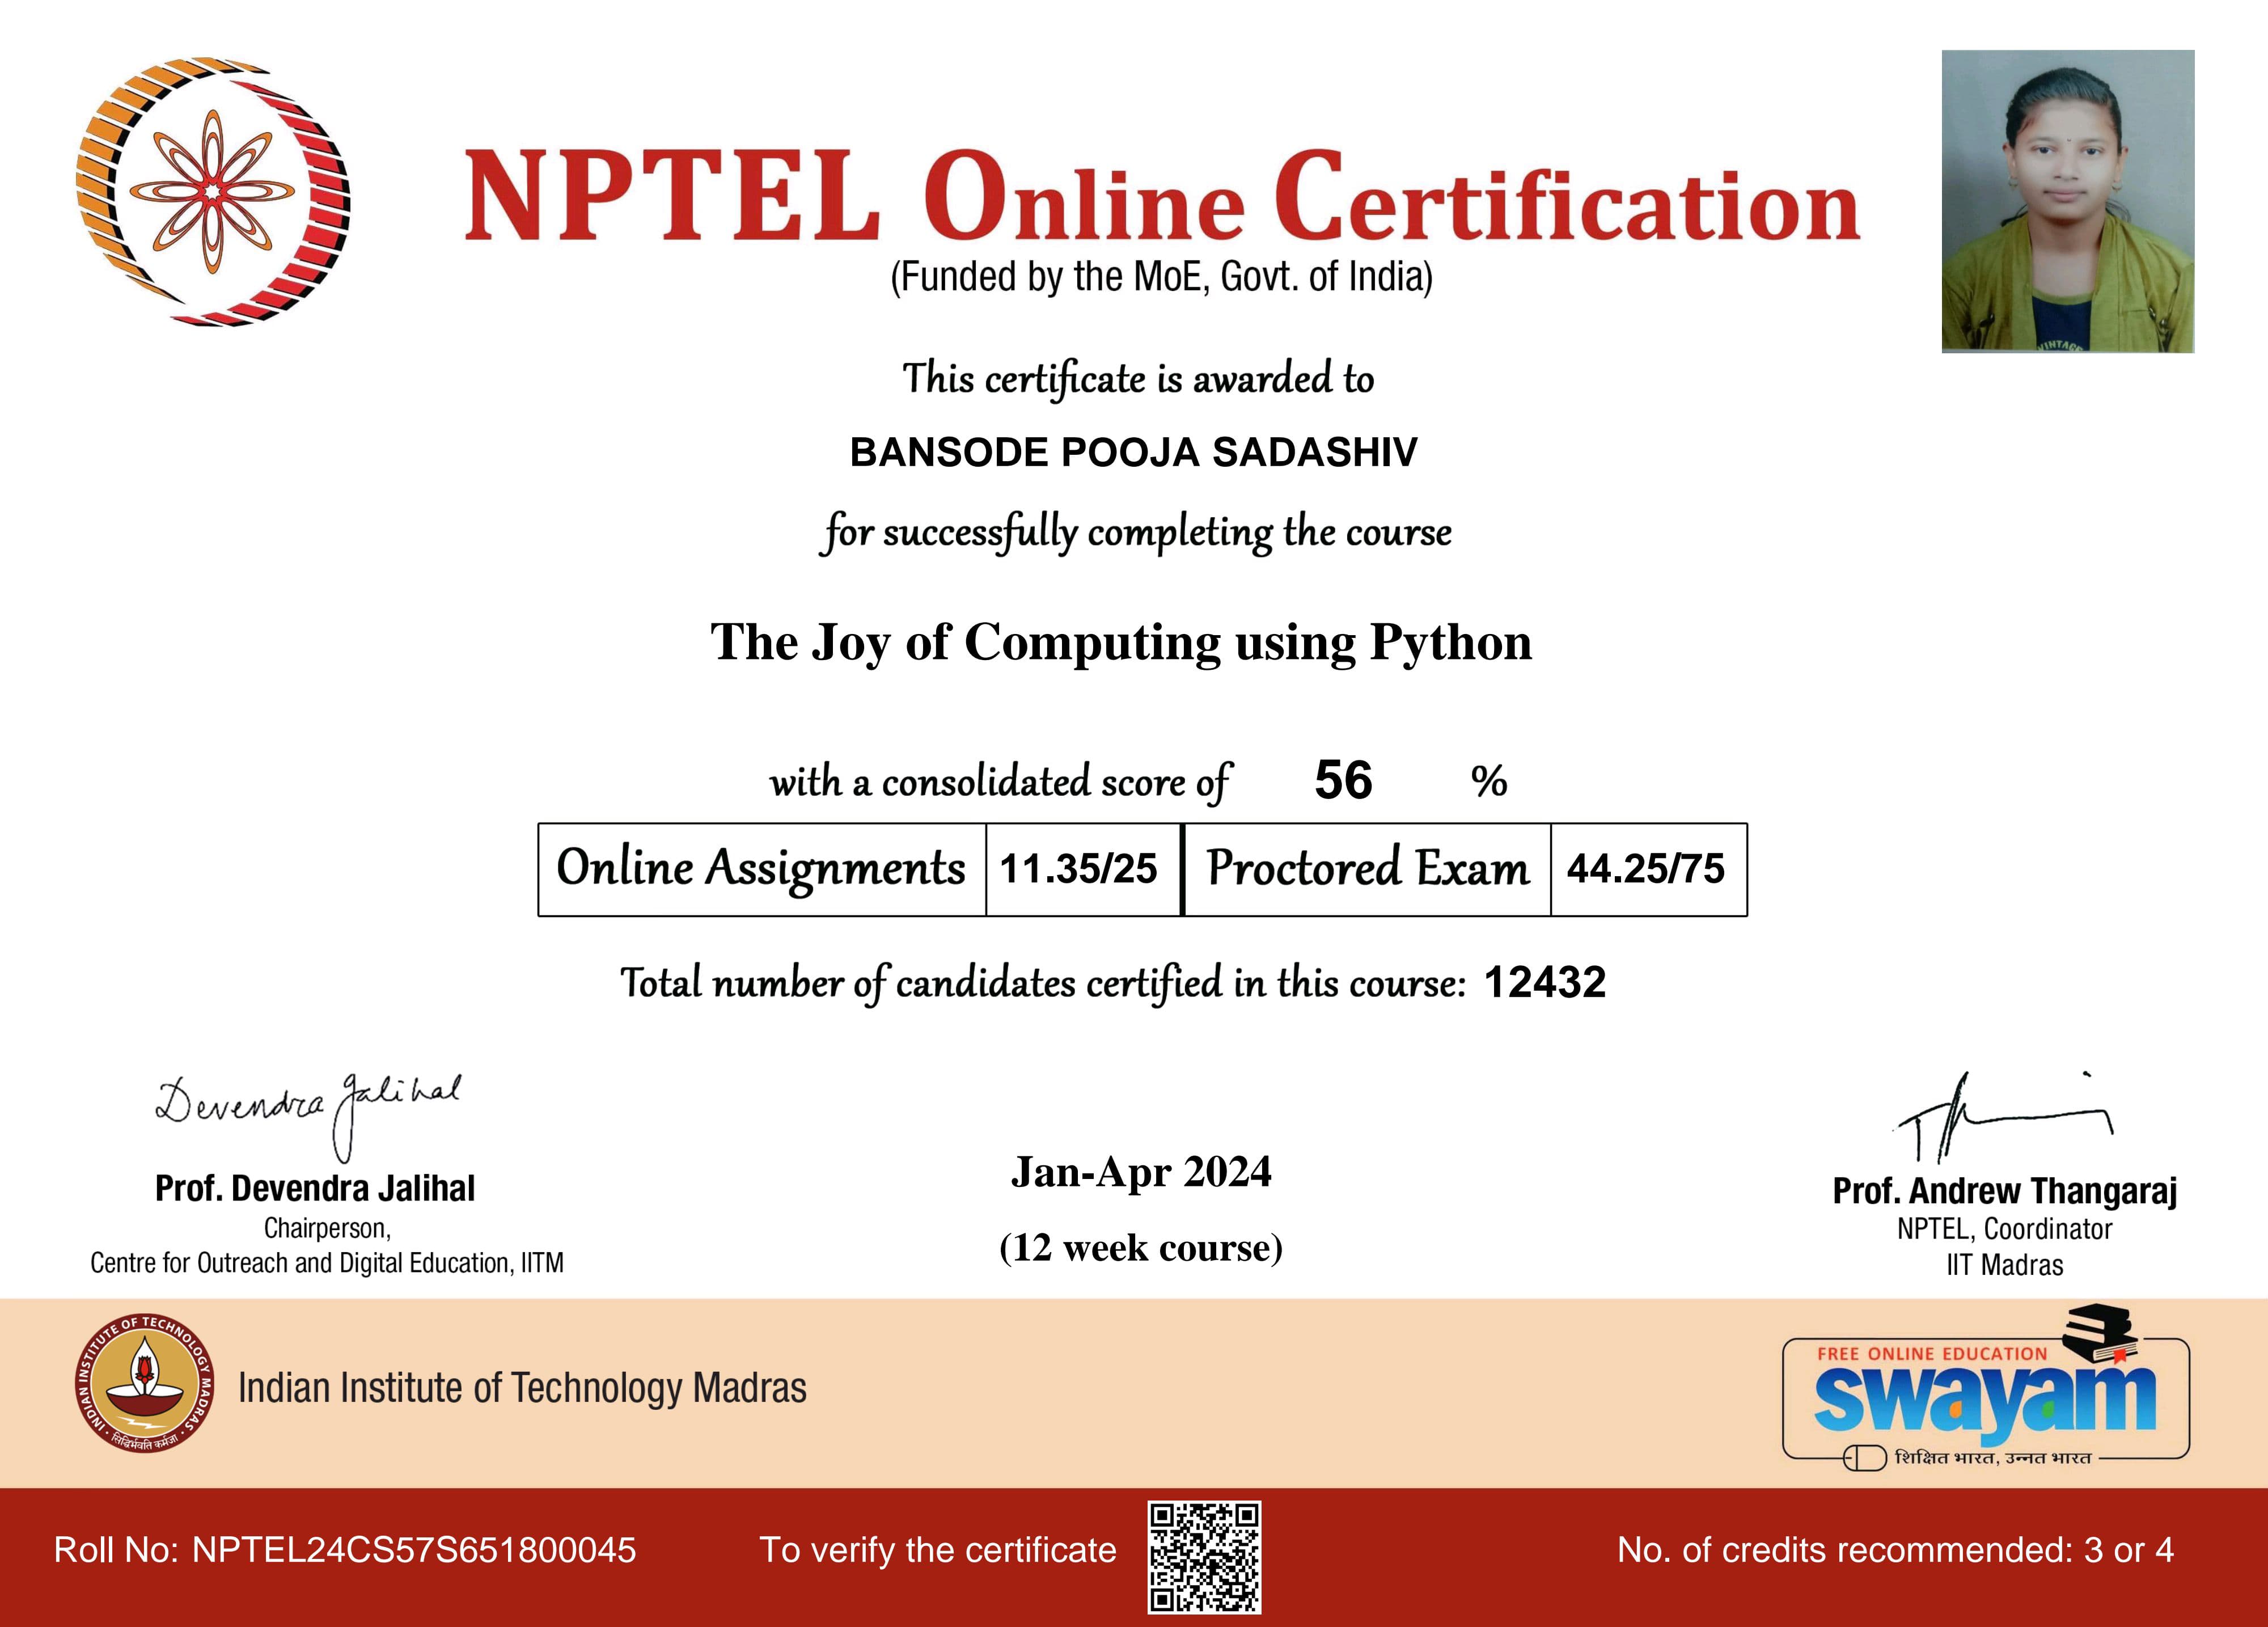 NPTEL Online Certification
(Funded by the MoE, Govt. of India)
VINTAGE
This certificate is awarded to
BANSODE POOJA SADASHIV
for successfully completing the course
The Joy of Computing using Python
with a consolidated score of 56 %
Online Assignments 11.35/25 Proctored Exam 44.25/75
Total number of candidates certified in this course: 12432
Devendra Jalihal
Prof. Devendra Jalihal
Chairperson,
Centre for Outreach and Digital Education, IITM
Jan-Apr 2024
(12 week course)
Prof. Andrew Thangaraj
NPTEL, Coordinator
IIT Madras
INDIAN INSTITUTE OF TECHNOLOGY MADRAS
सिद्धिर्भवति कर्मजा
Indian Institute of Technology Madras
FREE ONLINE EDUCATION
swayam
शिक्षित भारत, उन्नत भारत
Roll No: NPTEL24CS57S651800045
To verify the certificate
No. of credits recommended: 3 or 4